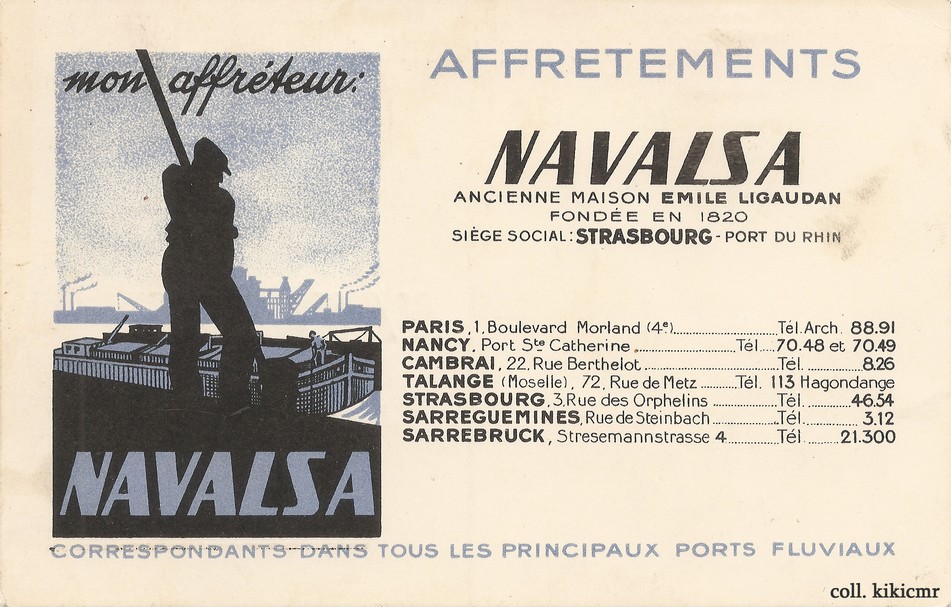 mon affréteur:
NAVALSA
AFFRETEMENTS
NAVALSA
ANCIENNE MAISON EMILE LIGAUDAN
FONDÉE EN 1820
SIÈGE SOCIAL: STRASBOURG - PORT DU RHIN
PARIS, 1, Boulevard Morland (4e)..........Tél. Arch. 88.91
NANCY, Port Ste Catherine..........Tél....70.48 et 70.49
CAMBRAI, 22, Rue Berthelot..........Tél..........8.26
TALANGE (Moselle), 72, Rue de Metz..........Tél. 113 Hagondange
STRASBOURG, 3, Rue des Orphelins..........Tél..........46.54
SARREGUEMINES, Rue de Steinbach..........Tél..........3.12
SARREBRUCK, Stresemannstrasse 4..........Tél..........21.300
CORRESPONDANTS DANS TOUS LES PRINCIPAUX PORTS FLUVIAUX
coll. kikicmr